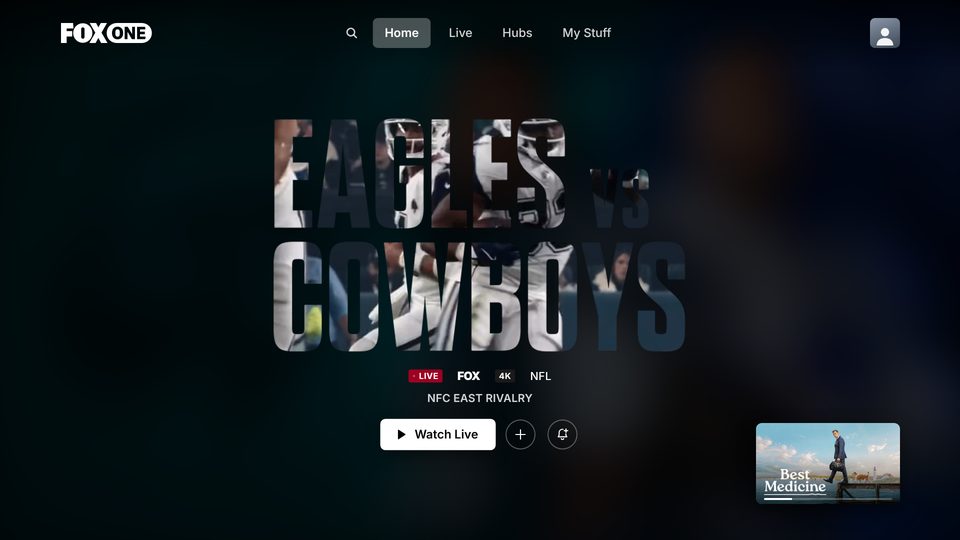 FOX ONE
Home
Live
Hubs
My Stuff
EAGLES VS
COWBOYS
LIVE FOX 4K NFL
NFC EAST RIVALRY
Watch Live
Best
Medicine